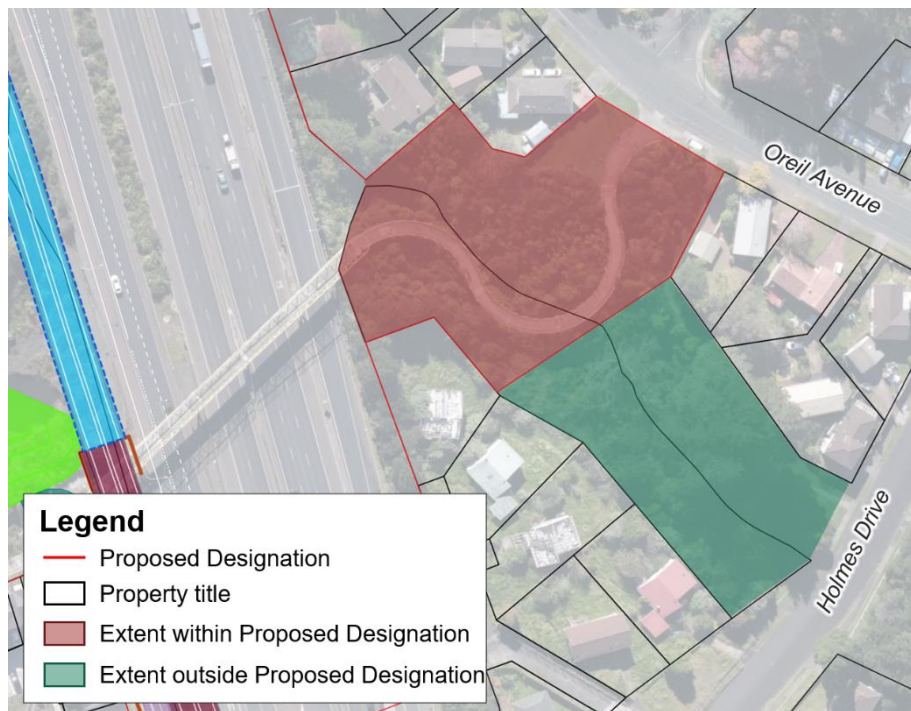 Oreil Avenue
Holmes Drive
Legend
Proposed Designation
Property title
Extent within Proposed Designation
Extent outside Proposed Designation